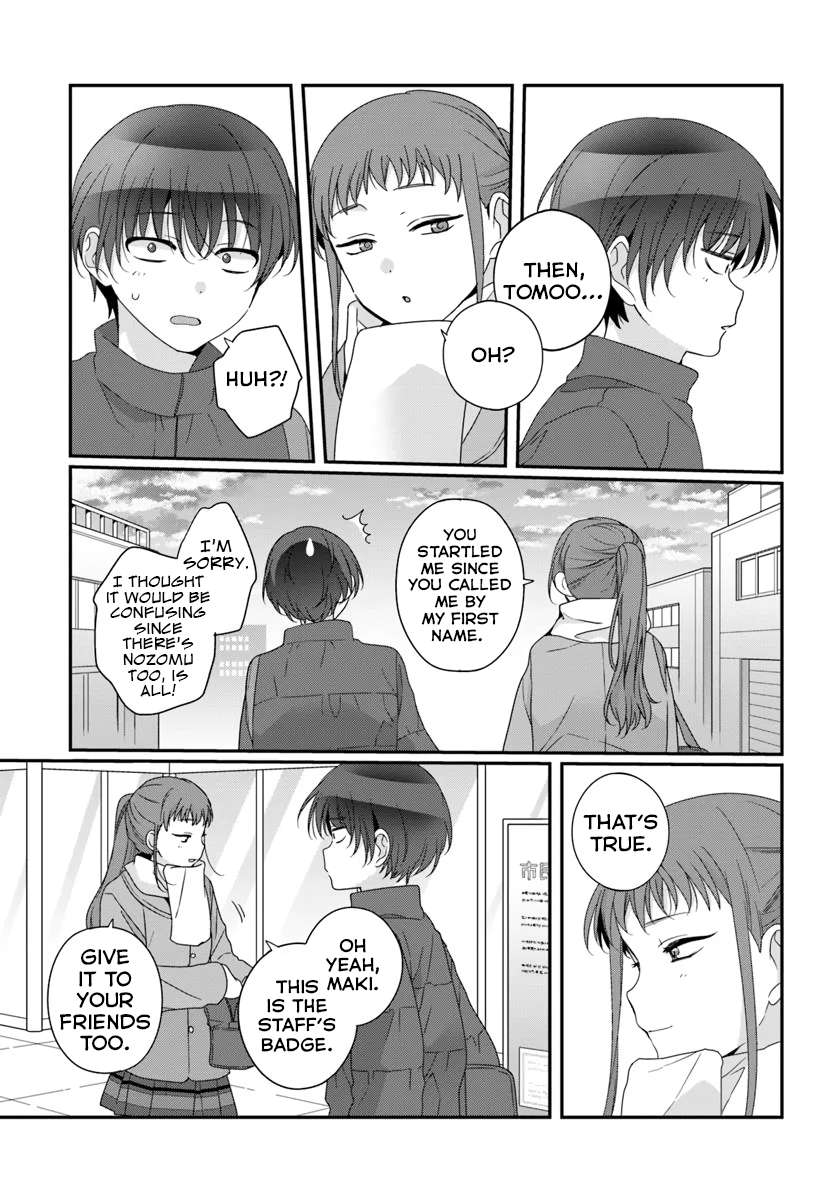 THEN,
TOMOO...
OH?
HUH?!
YOU
STARTLED
ME SINCE
YOU CALLED
ME BY
MY FIRST
NAME.
I'M
SORRY.
I THOUGHT
IT WOULD BE
CONFUSING
SINCE
THERE'S
NOZOMU
TOO, IS
ALL!
THAT'S
TRUE.
市民
OH
YEAH,
MAKI.
THIS
IS THE
STAFF'S
BADGE.
GIVE
IT TO
YOUR
FRIENDS
TOO.